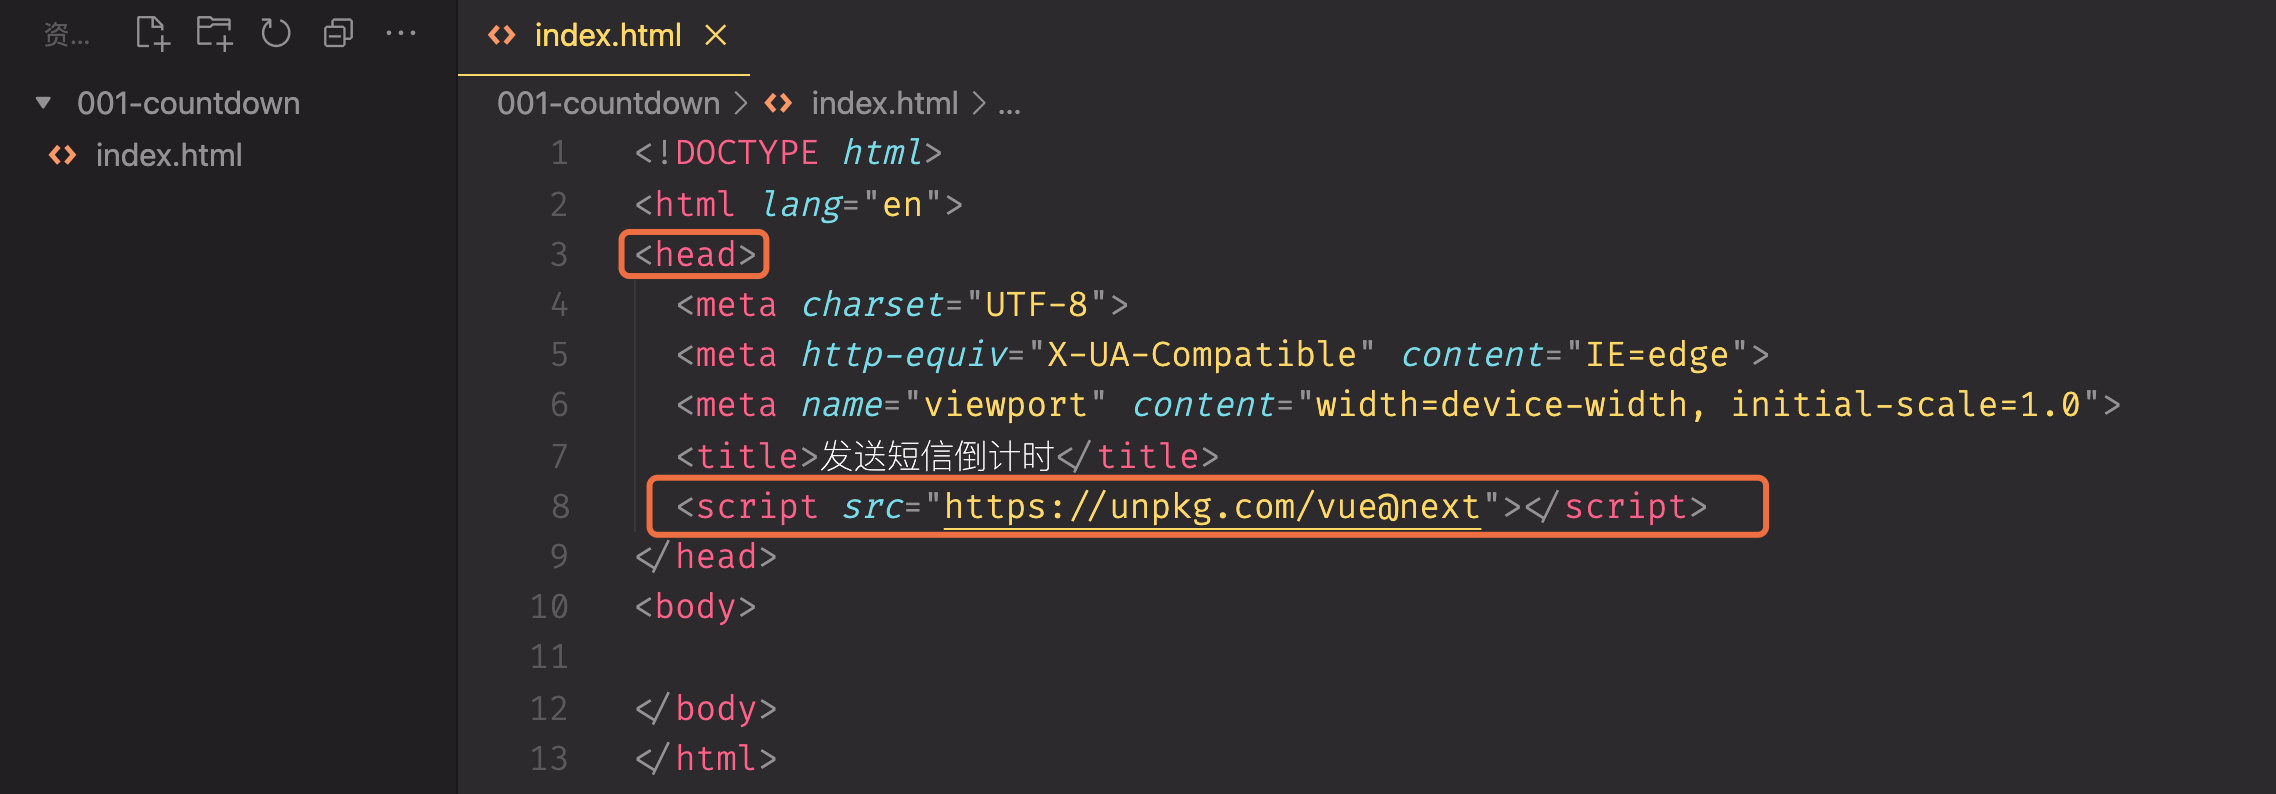 资...
001-countdown
index.html
index.html
001-countdown > index.html > ...
1 <!DOCTYPE html>
2 <html lang="en">
3 <head>
4 <meta charset="UTF-8">
5 <meta http-equiv="X-UA-Compatible" content="IE=edge">
6 <meta name="viewport" content="width=device-width, initial-scale=1.0">
7 <title>发送短信倒计时</title>
8 <script src="https://unpkg.com/vue@next"></script>
9 </head>
10 <body>
11
12 </body>
13 </html>